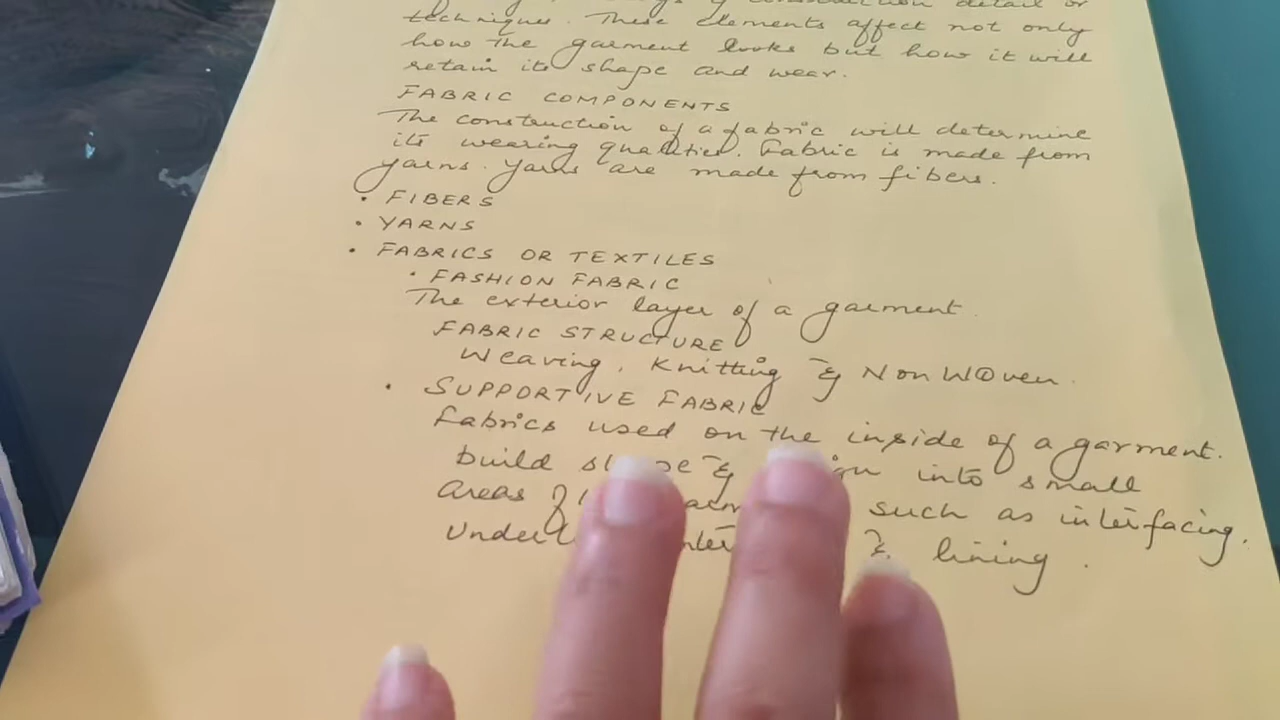 construction detail or
techniques. These elements affect not only
how the garment looks but how it will
retain its shape and wear.
FABRIC COMPONENTS
The construction of a fabric will determine
its wearing qualities. Fabric is made from
yarns. Yarns are made from fibers.
• FIBERS
• YARNS
• FABRICS OR TEXTILES
• FASHION FABRIC
The exterior layer of a garment.
FABRIC STRUCTURE
Weaving, Knitting & Non Woven.
• SUPPORTIVE FABRIC
Fabrics used on the inside of a garment.
build & into small
areas of such as interfacing,
& lining.